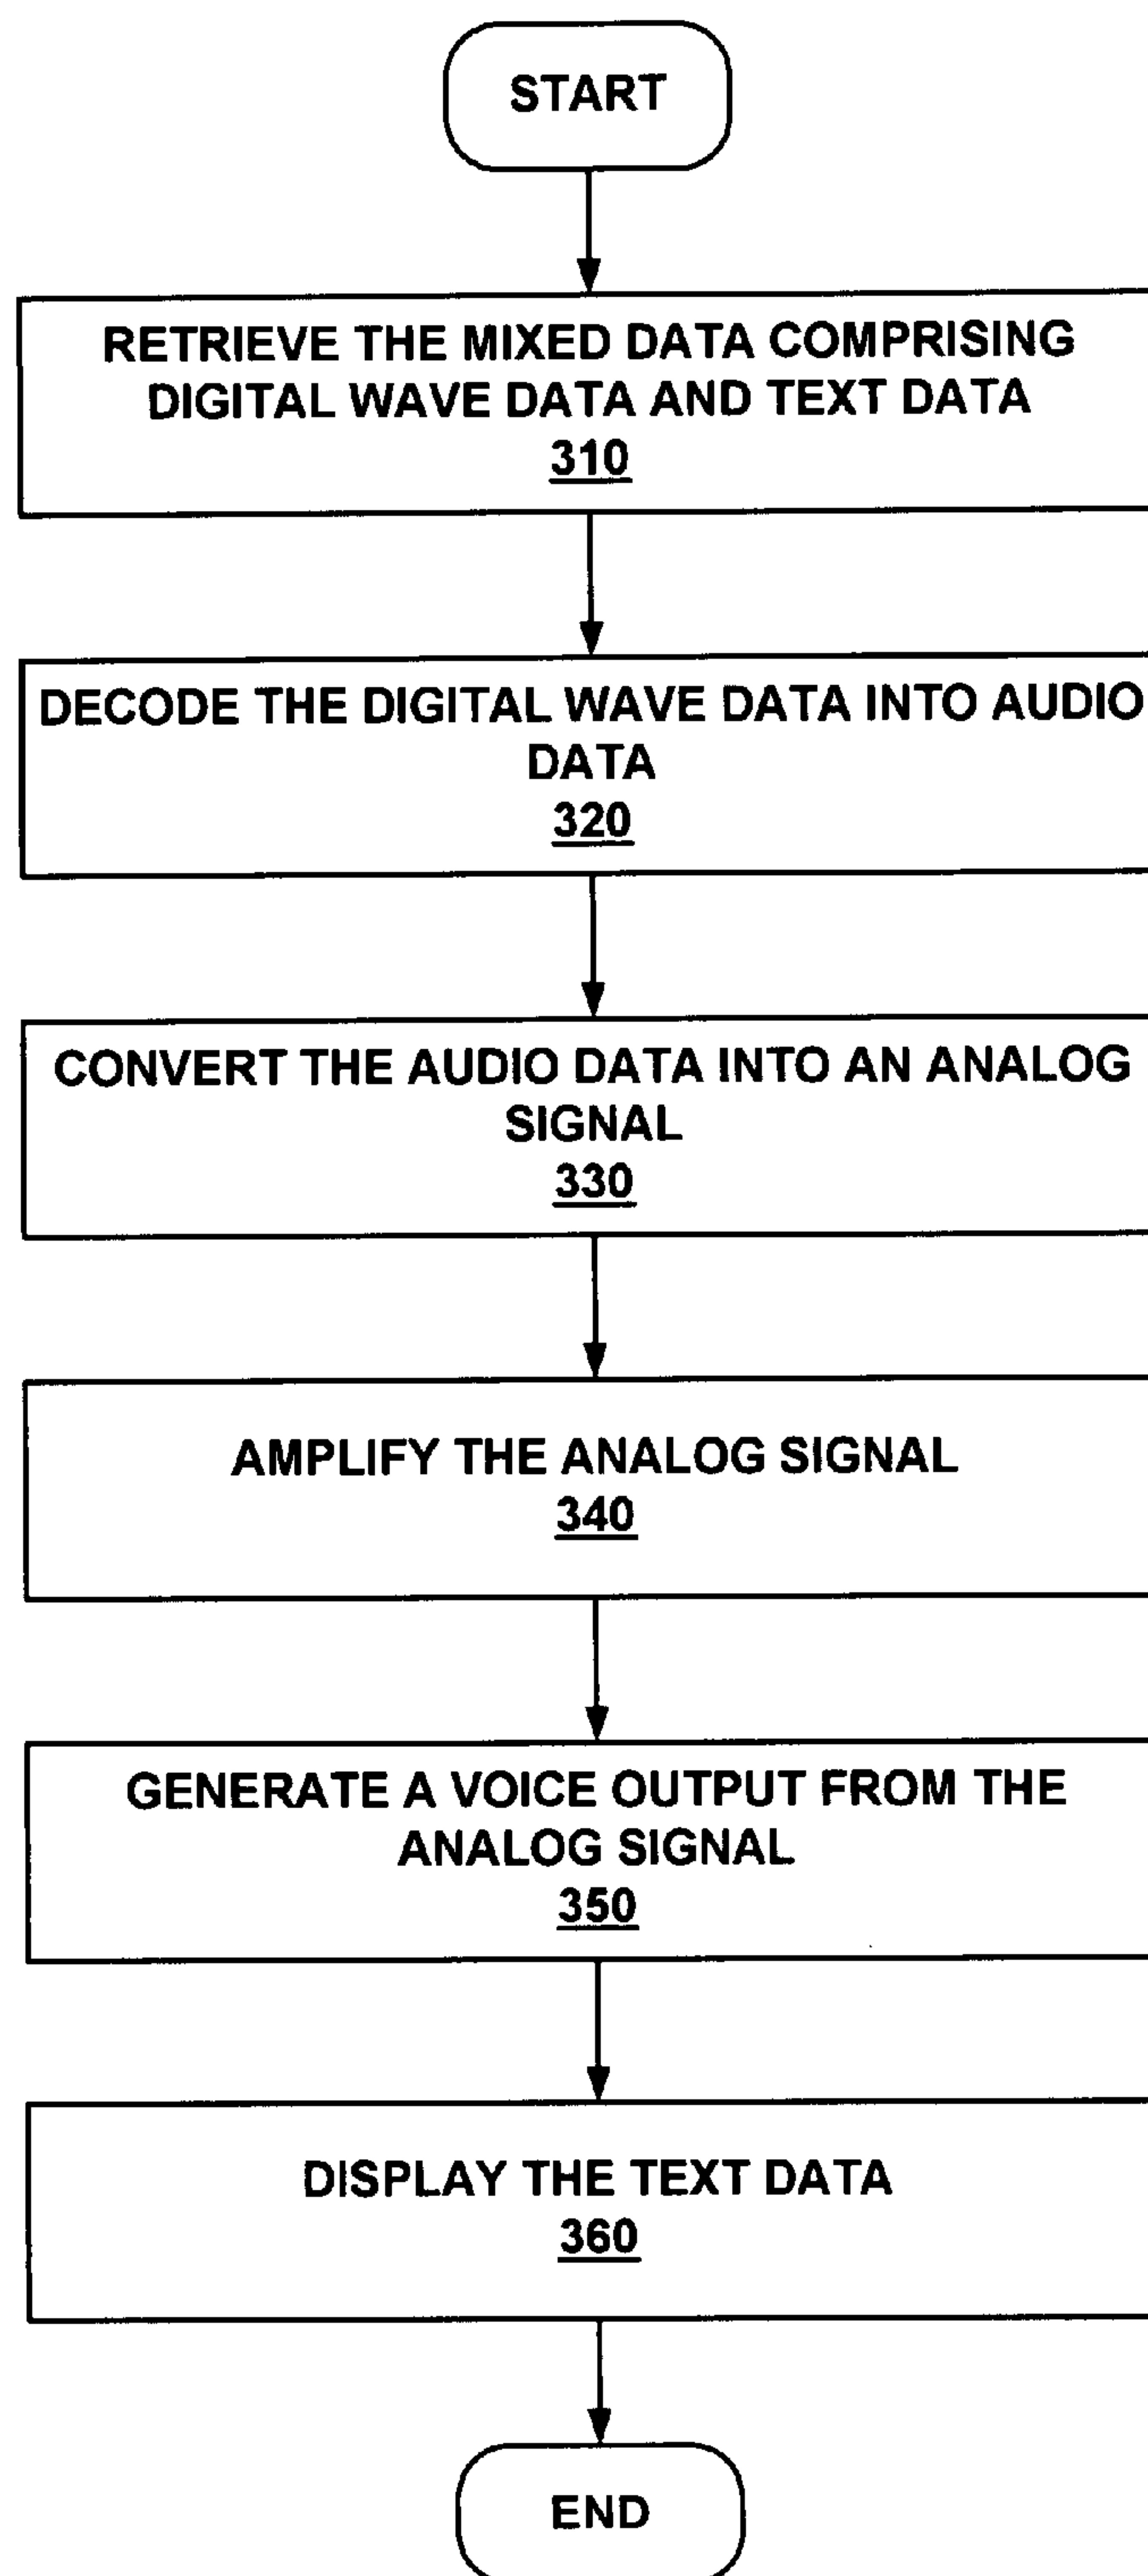 START
RETRIEVE THE MIXED DATA COMPRISING
DIGITAL WAVE DATA AND TEXT DATA
310
DECODE THE DIGITAL WAVE DATA INTO AUDIO
DATA
320
CONVERT THE AUDIO DATA INTO AN ANALOG
SIGNAL
330
AMPLIFY THE ANALOG SIGNAL
340
GENERATE A VOICE OUTPUT FROM THE
ANALOG SIGNAL
350
DISPLAY THE TEXT DATA
360
END